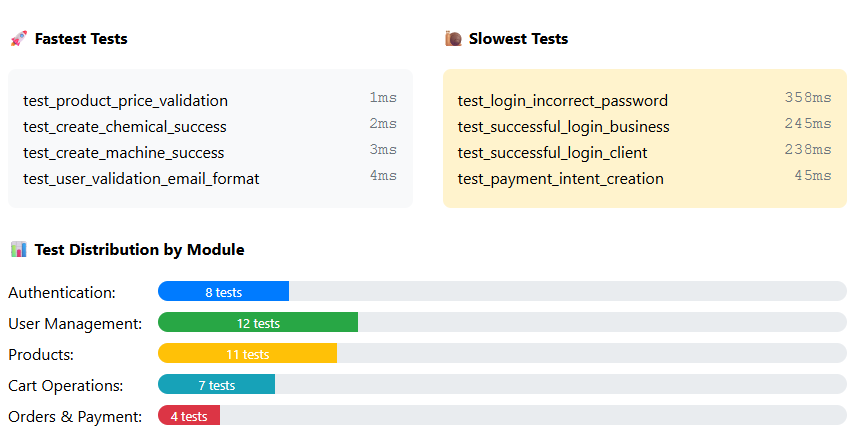 🚀 Fastest Tests
test_product_price_validation 1ms
test_create_chemical_success 2ms
test_create_machine_success 3ms
test_user_validation_email_format 4ms
🐌 Slowest Tests
test_login_incorrect_password 358ms
test_successful_login_business 245ms
test_successful_login_client 238ms
test_payment_intent_creation 45ms
📊 Test Distribution by Module
Authentication: 8 tests
User Management: 12 tests
Products: 11 tests
Cart Operations: 7 tests
Orders & Payment: 4 tests